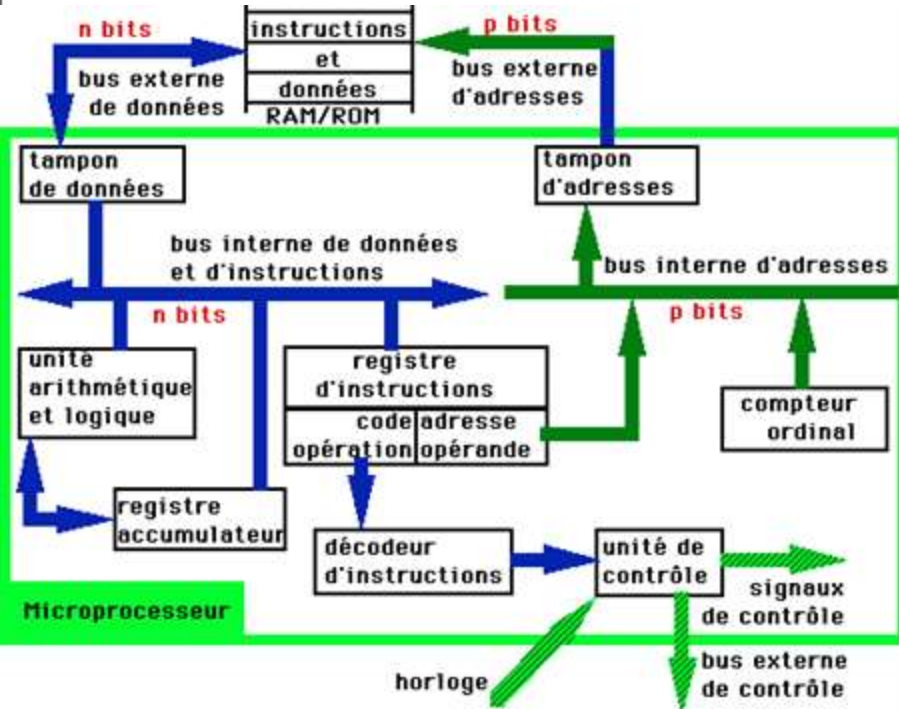 n bits
instructions
et
données
RAM/ROM
p bits
bus externe
de données
bus externe
d'adresses
tampon
de données
tampon
d'adresses
bus interne de données
et d'instructions
bus interne d'adresses
n bits
p bits
unité
arithmétique
et logique
registre
d'instructions
code
opération
adresse
opérande
compteur
ordinal
registre
accumulateur
décodeur
d'instructions
unité de
contrôle
signaux
de contrôle
Microprocesseur
horloge
bus externe
de contrôle